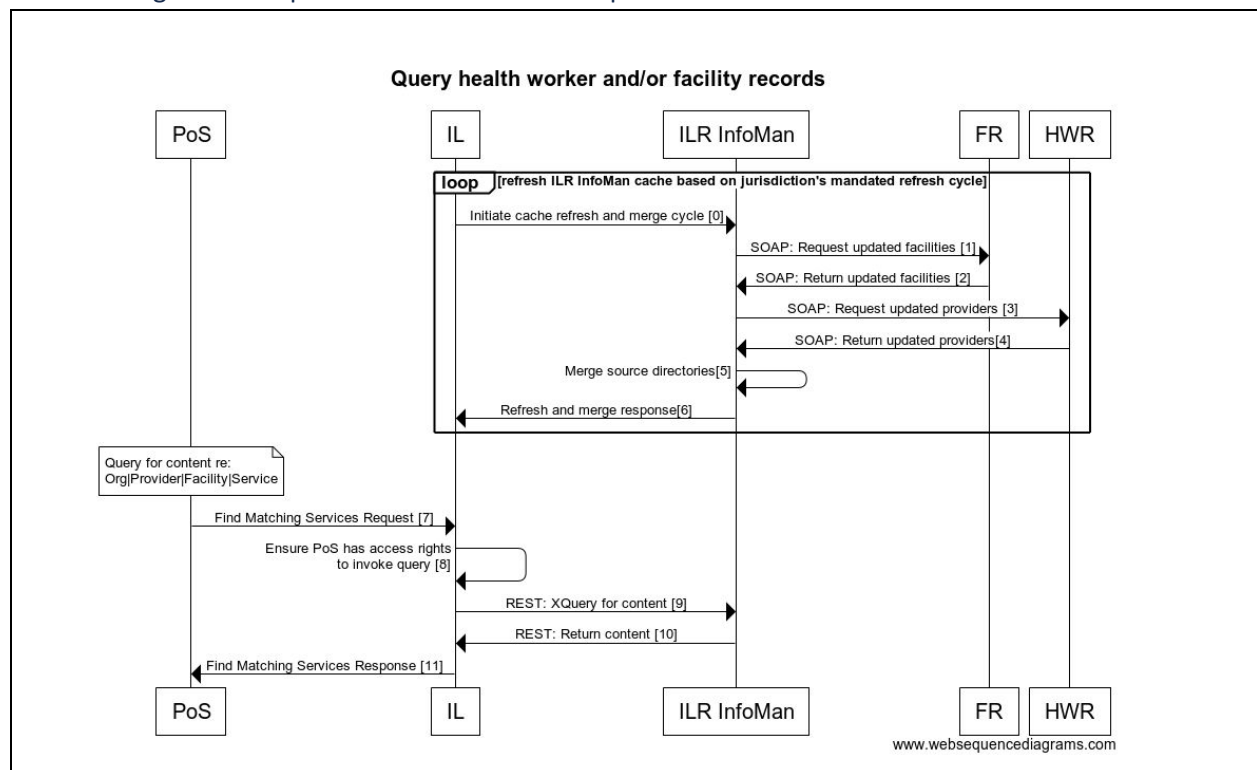 Query health worker and/or facility records
PoS IL ILR InfoMan FR HWR
loop [refresh ILR InfoMan cache based on jurisdiction's mandated refresh cycle]
Initiate cache refresh and merge cycle [0]
SOAP: Request updated facilities [1]
SOAP: Return updated facilities [2]
SOAP: Request updated providers [3]
SOAP: Return updated providers[4]
Merge source directories[5]
Refresh and merge response[6]
Query for content re:
Org|Provider|Facility|Service
Find Matching Services Request [7]
Ensure PoS has access rights
to invoke query [8]
REST: XQuery for content [9]
REST: Return content [10]
Find Matching Services Response [11]
PoS IL ILR InfoMan FR HWR
www.websequencediagrams.com